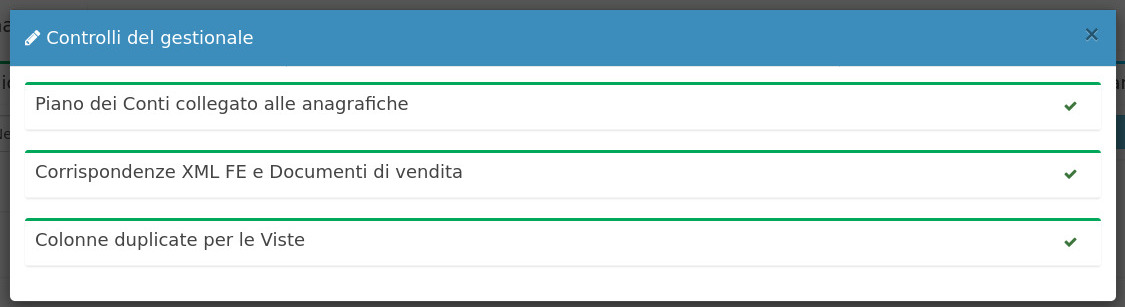 Controlli del gestionale
×
Piano dei Conti collegato alle anagrafiche
Corrispondenze XML FE e Documenti di vendita
Colonne duplicate per le Viste